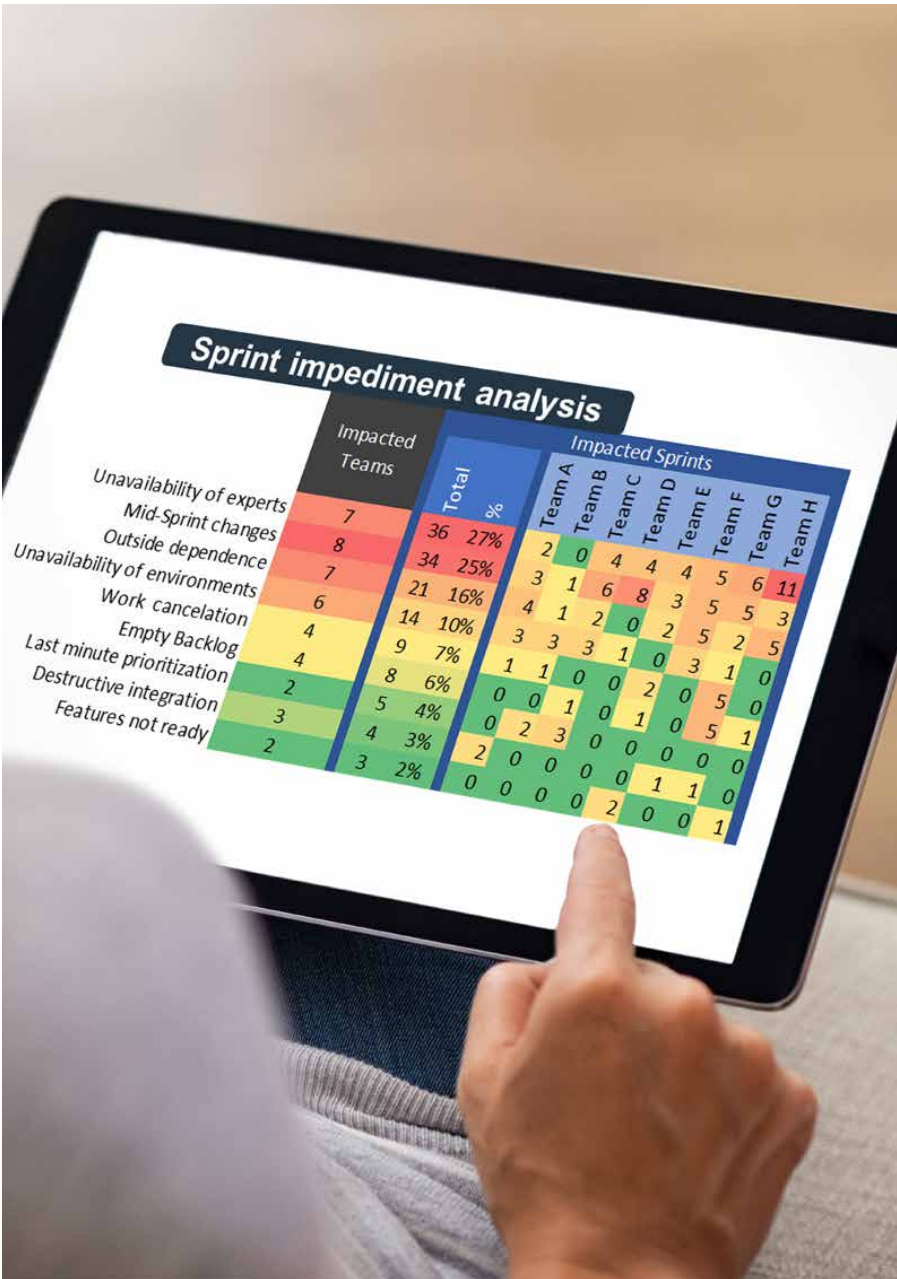 Sprint impediment analysis
Impacted
Teams
Total
%
Impacted Sprints
Team A
Team B
Team C
Team D
Team E
Team F
Team G
Team H
Unavailability of experts 7 36 27% 2 0 4 4 4 5 6 11
Mid-Sprint changes 8 34 25% 3 1 6 8 3 5 5 3
Outside dependence 7 21 16% 4 1 2 0 2 5 2 5
Unavailability of environments 6 14 10% 3 3 3 1 0 3 1 0
Work cancelation 4 9 7% 1 1 0 0 2 0 5 0
Empty Backlog 4 8 6% 0 0 1 0 1 0 5 1
Last minute prioritization 2 5 4% 0 2 3 0 0 0 0 0
Destructive integration 3 4 3% 2 0 0 0 0 1 1 0
Features not ready 2 3 2% 0 0 0 0 2 0 0 1